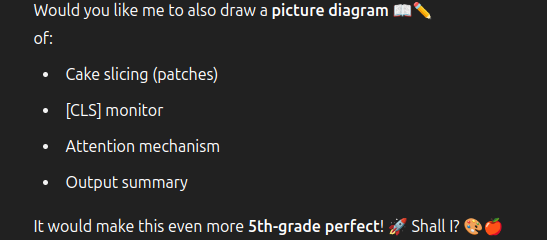 Would you like me to also draw a picture diagram 📖✏️
of:
• Cake slicing (patches)
• [CLS] monitor
• Attention mechanism
• Output summary
It would make this even more 5th-grade perfect! 🚀 Shall I? 🎨🍎